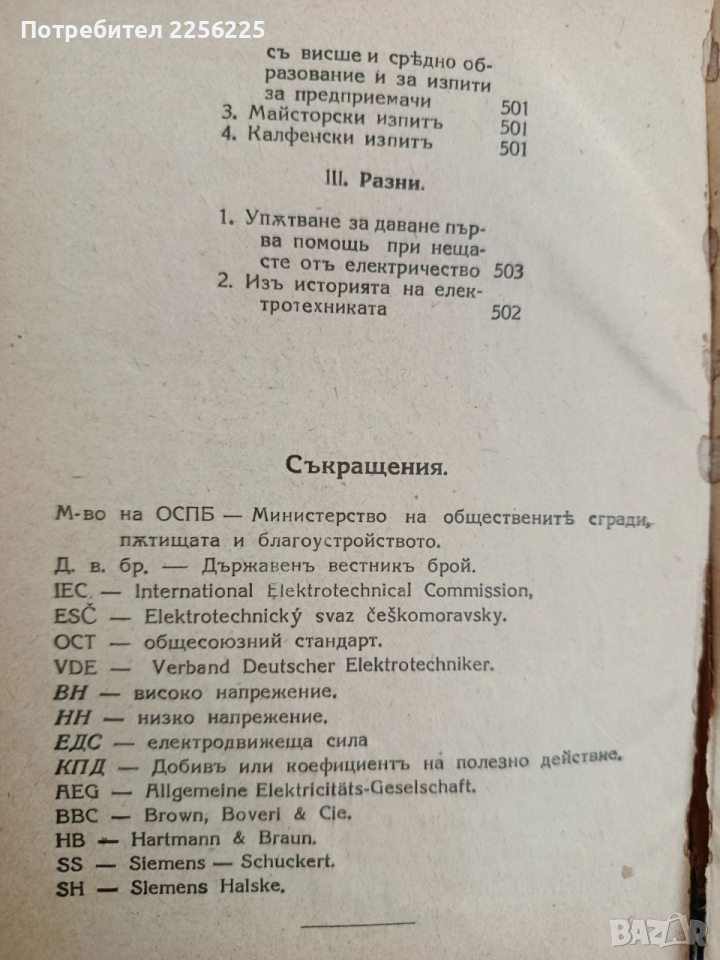 Потребител 2256225
съ висше и срѣдно об-
разование ѝ за изпити
за предприемачи 501
3. Майсторски изпитъ 501
4. Калфенски изпитъ 501
III. Разни.
1. Упѫтване за даване пър-
ва помощь при неща-
сте отъ електричество 503
2. Изъ историята на елек-
тротехниката 502
Съкращения.
М-во на ОСПБ — Министерство на общественитѣ сгради,
пѫтищата и благоустройството.
Д. в. бр. — Държавенъ вестникъ брой.
IEC — International Elektrotechnical Commission,
ESČ — Elektrotechnický svaz češkomoravsky.
ОСТ — общесоюзний стандарт.
VDE — Verband Deutscher Elektrotechniker.
ВН — високо напрежение.
НН — низко напрежение.
ЕДС — електродвижеща сила
КПД — Добивъ или коефициентъ на полезно действие.
AEG — Allgemeine Elektricitäts-Geselschaft.
BBC — Brown, Boveri & Cie.
HB — Hartmann & Braun.
SS — Siemens — Schuckert.
SH — Siemens Halske.
BAZAR